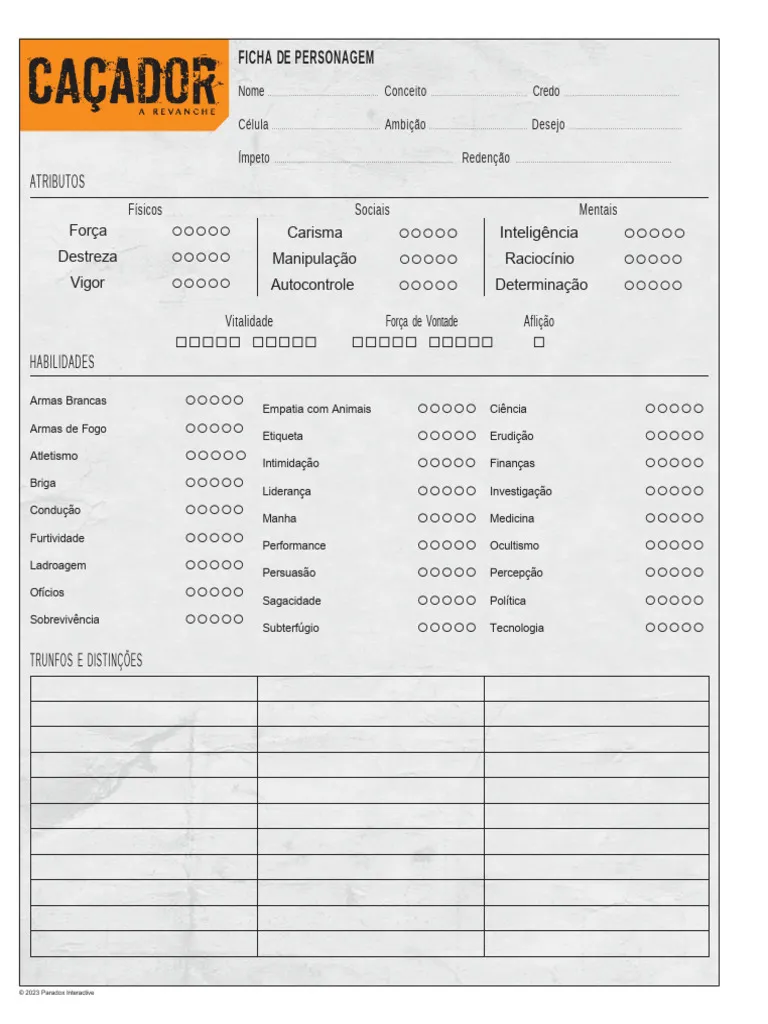 CAÇADOR
A REVANCHE
FICHA DE PERSONAGEM
Nome Conceito Credo
Célula Ambição Desejo
Ímpeto Redenção
ATRIBUTOS
Físicos Sociais Mentais
Força Carisma Inteligência
Destreza Manipulação Raciocínio
Vigor Autocontrole Determinação
Vitalidade Força de Vontade Aflição
HABILIDADES
Armas Brancas Empatia com Animais Ciência
Armas de Fogo Etiqueta Erudição
Atletismo Intimidação Finanças
Briga Liderança Investigação
Condução Manha Medicina
Furtividade Performance Ocultismo
Ladroagem Persuasão Percepção
Ofícios Sagacidade Política
Sobrevivência Subterfúgio Tecnologia
TRUNFOS E DISTINÇÕES
© 2023 Paradox Interactive